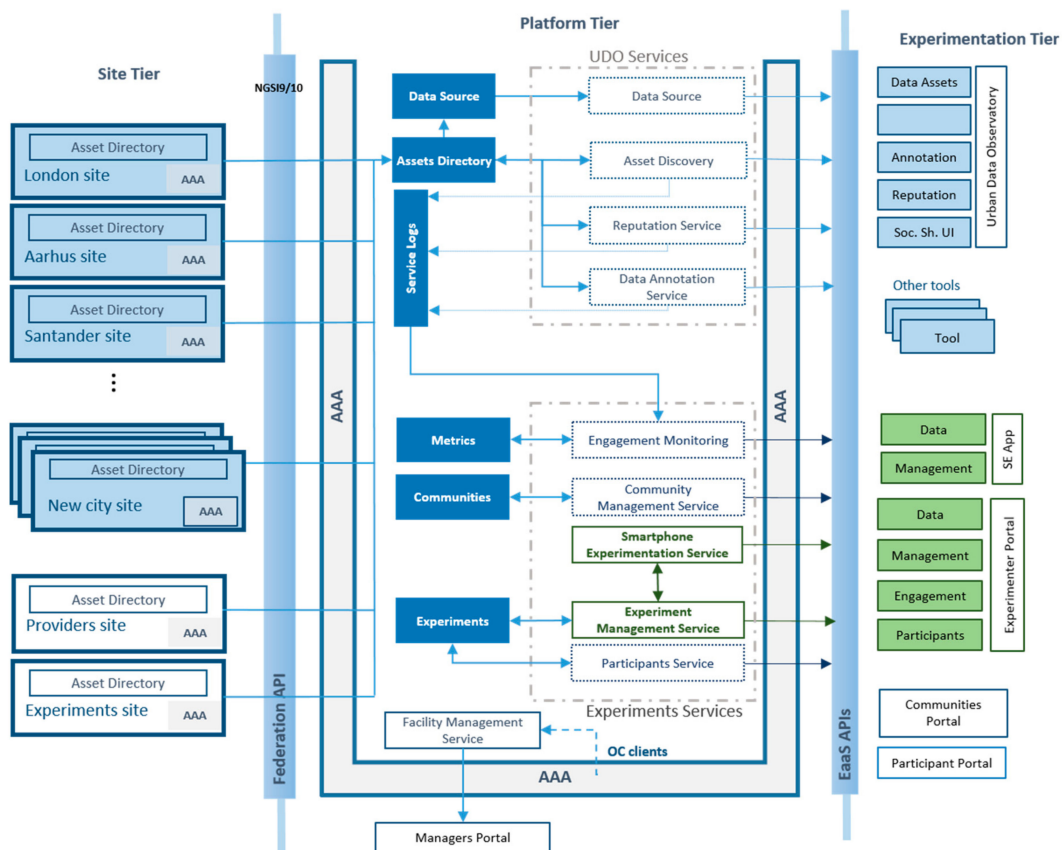 Platform Tier
Site Tier
Experimentation Tier
NGSI9/10
Federation API
Asset Directory
London site
AAA
Asset Directory
Aarhus site
AAA
Asset Directory
Santander site
AAA
...
Asset Directory
New city site
AAA
Asset Directory
Providers site
AAA
Asset Directory
Experiments site
AAA
AAA
AAA
AAA
UDO Services
Data Source
Data Source
Assets Directory
Asset Discovery
Service Logs
Reputation Service
Data Annotation
Service
Metrics
Engagement Monitoring
Communities
Community
Management Service
Smartphone
Experimentation Service
Experiments
Experiment
Management Service
Participants Service
Experiments Services
Facility Management
Service
OC clients
Managers Portal
EaaS APIs
Data Assets
Annotation
Reputation
Soc. Sh. UI
Urban Data Observatory
Other tools
Tool
Data
Management
SE App
Data
Management
Engagement
Participants
Experimenter Portal
Communities
Portal
Participant Portal